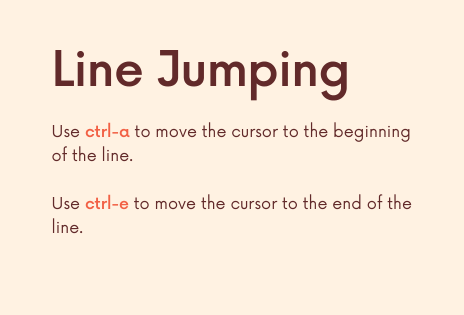 Line Jumping
Use ctrl-a to move the cursor to the beginning
of the line.
Use ctrl-e to move the cursor to the end of the
line.